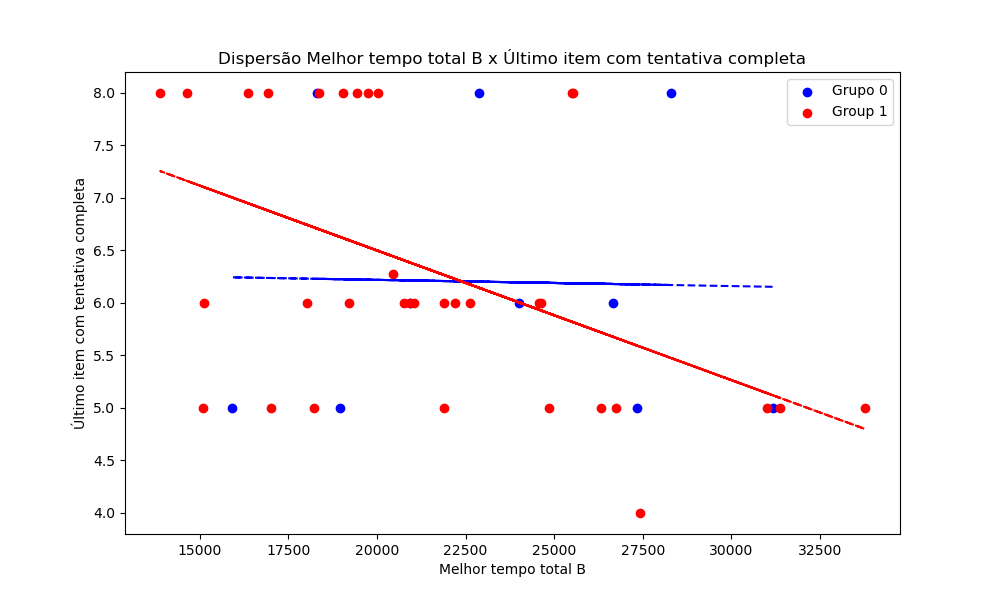 Dispersão Melhor tempo total B x Último item com tentativa completa
Grupo 0
Group 1
Último item com tentativa completa
8.0
7.5
7.0
6.5
6.0
5.5
5.0
4.5
4.0
15000 17500 20000 22500 25000 27500 30000 32500
Melhor tempo total B